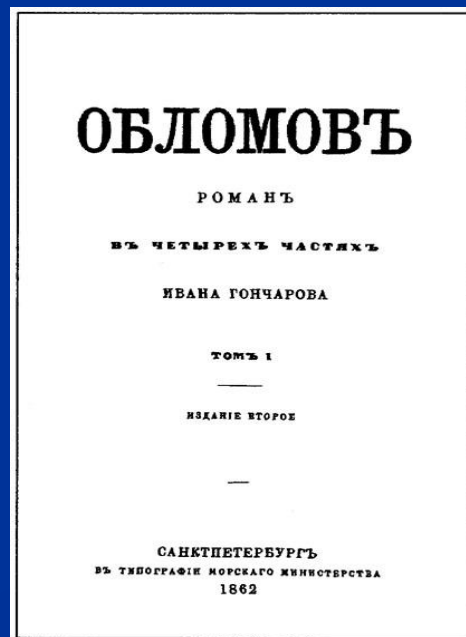 ОБЛОМОВЪ
РОМАНЪ
ВЪ ЧЕТЫРЕХЪ ЧАСТЯХЪ
ИВАНА ГОНЧАРОВА
ТОМЪ I
ИЗДАНІЕ ВТОРОЕ
САНКТПЕТЕРБУРГЪ
ВЪ ТИПОГРАФІИ МОРСКАГО МИНИСТЕРСТВА
1862